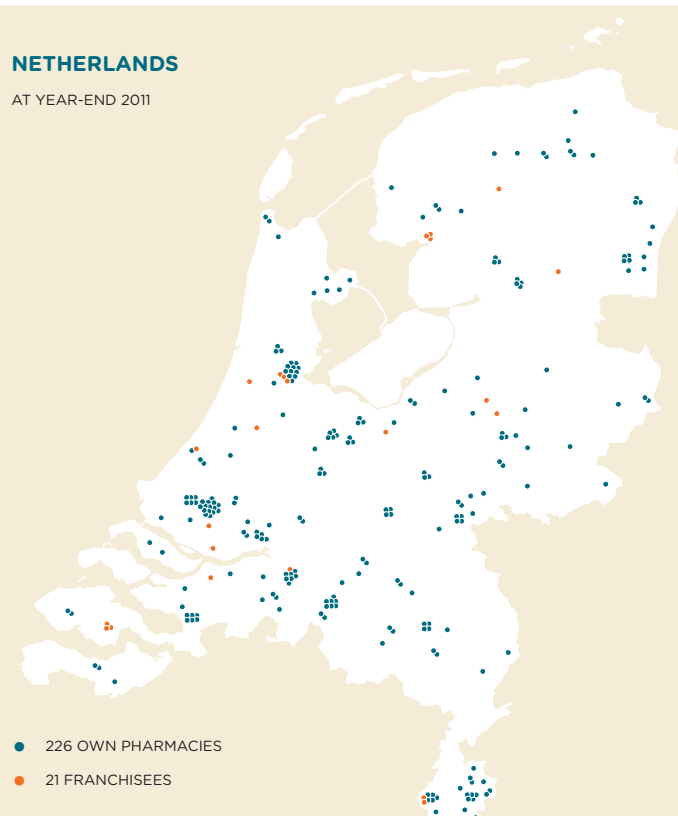 NETHERLANDS
AT YEAR-END 2011
226 OWN PHARMACIES
21 FRANCHISEES